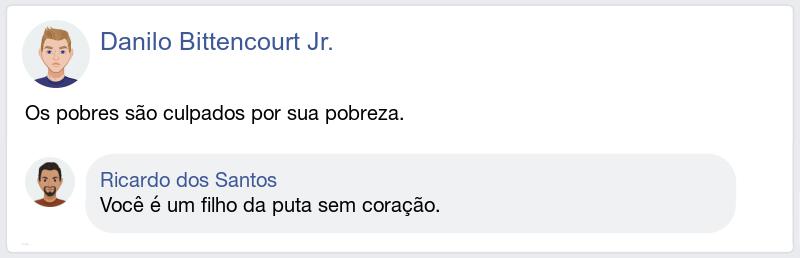 Danilo Bittencourt Jr.
Os pobres são culpados por sua pobreza.
Ricardo dos Santos
Você é um filho da puta sem coração.